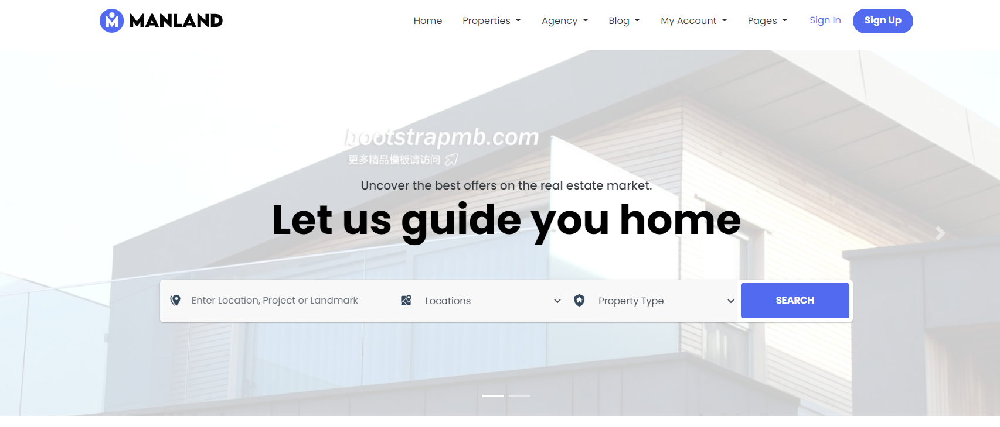 MANLAND
Home Properties Agency Blog My Account Pages Sign In Sign Up
bootstrapmb.com
更多精品模板请访问
Uncover the best offers on the real estate market.
Let us guide you home
Enter Location, Project or Landmark Locations Property Type SEARCH